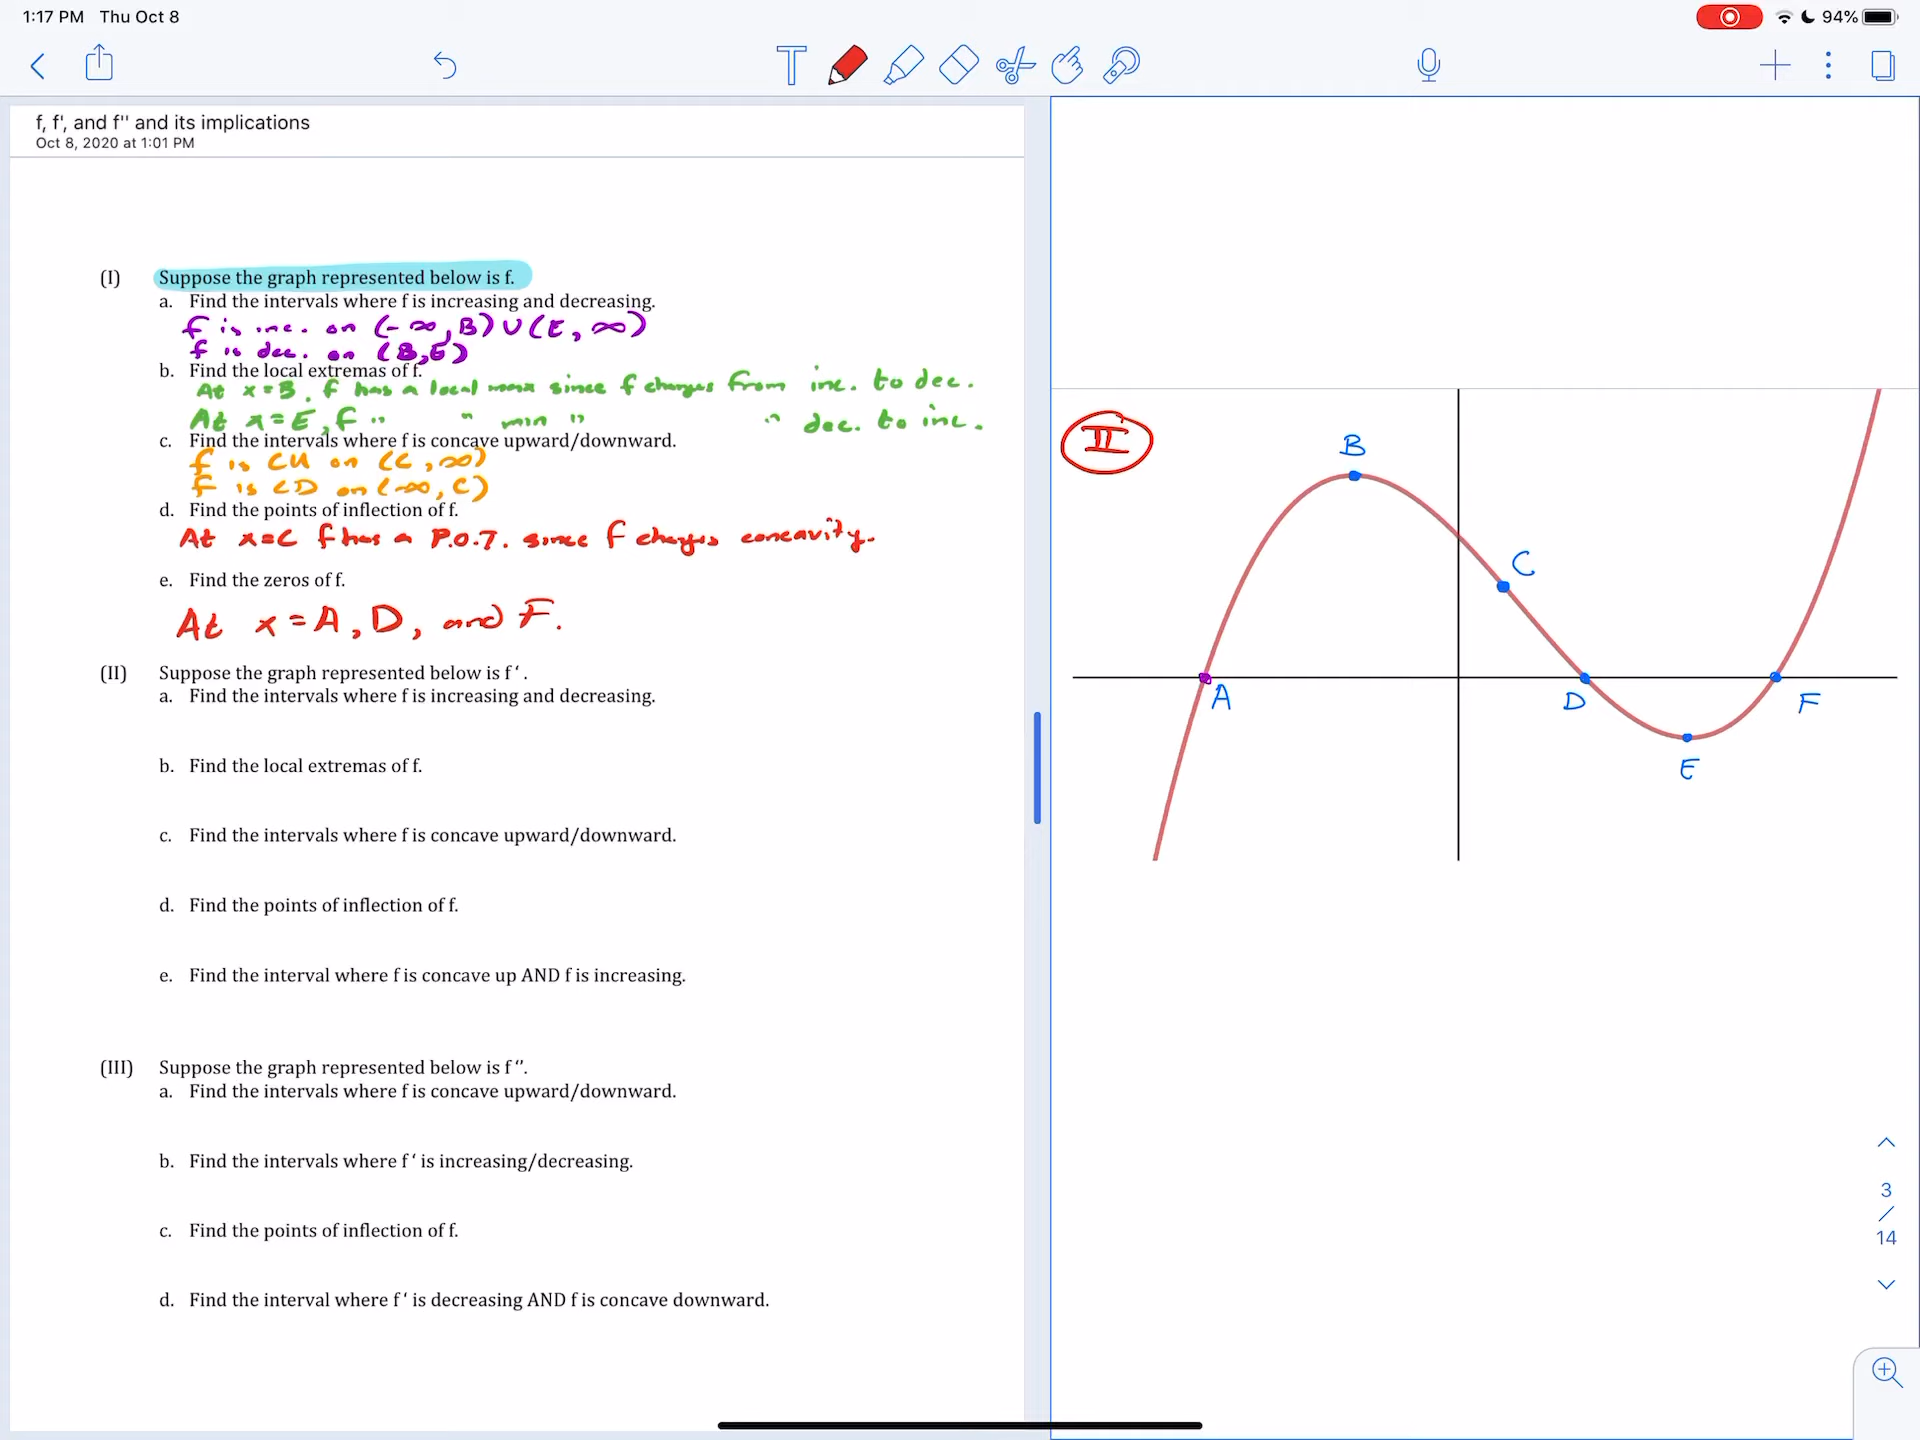 1:17 PM Thu Oct 8
94%
f, f', and f'' and its implications
Oct 8, 2020 at 1:01 PM
(I) Suppose the graph represented below is f.
a. Find the intervals where f is increasing and decreasing.
f is inc. on (-∞, B) ∪ (E, ∞)
f is dec. on (B,E)
b. Find the local extremas of f.
At x=B, f has a local max since f changes from inc. to dec.
At x=E, f " " min " " dec. to inc.
c. Find the intervals where f is concave upward/downward.
f is CU on (C, ∞)
f is CD on (-∞, C)
d. Find the points of inflection of f.
At x=C f has a P.O.I. since f changes concavity.
e. Find the zeros of f.
At x=A, D, and F.
(II) Suppose the graph represented below is f ‘ .
a. Find the intervals where f is increasing and decreasing.
b. Find the local extremas of f.
c. Find the intervals where f is concave upward/downward.
d. Find the points of inflection of f.
e. Find the interval where f is concave up AND f is increasing.
(III) Suppose the graph represented below is f ‘’.
a. Find the intervals where f is concave upward/downward.
b. Find the intervals where f ‘ is increasing/decreasing.
c. Find the points of inflection of f.
d. Find the interval where f ‘ is decreasing AND f is concave downward.
II
B
C
A
D
F
E
3
/
14